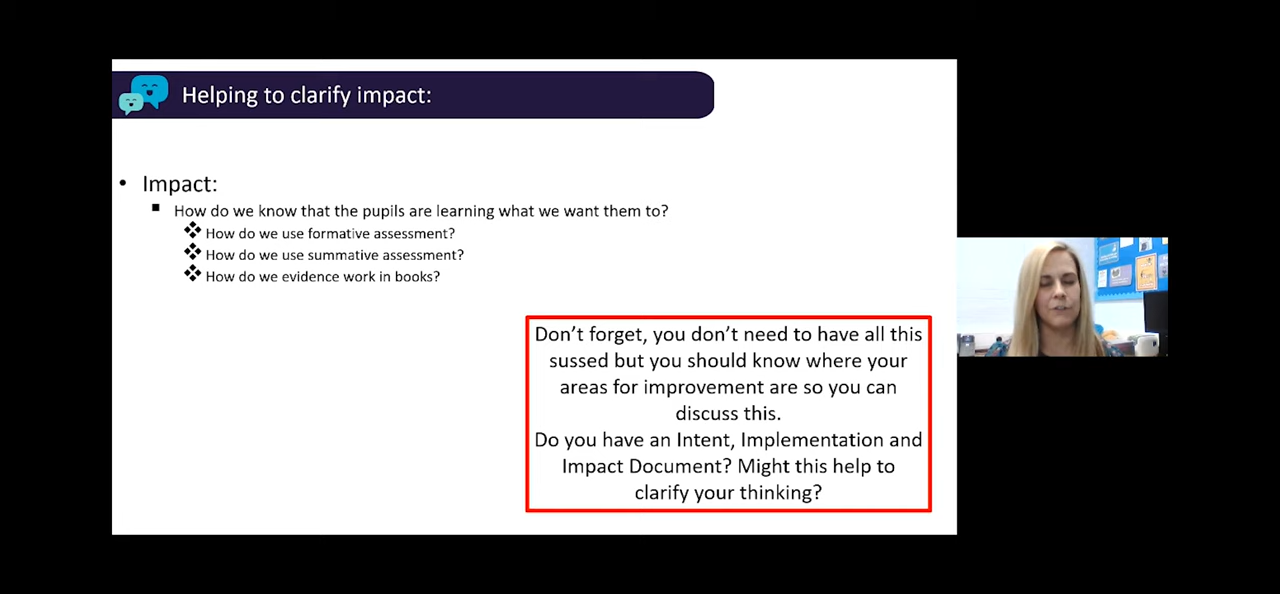 Helping to clarify impact:
• Impact:
▪ How do we know that the pupils are learning what we want them to?
❖ How do we use formative assessment?
❖ How do we use summative assessment?
❖ How do we evidence work in books?
Don’t forget, you don’t need to have all this
sussed but you should know where your
areas for improvement are so you can
discuss this.
Do you have an Intent, Implementation and
Impact Document? Might this help to
clarify your thinking?